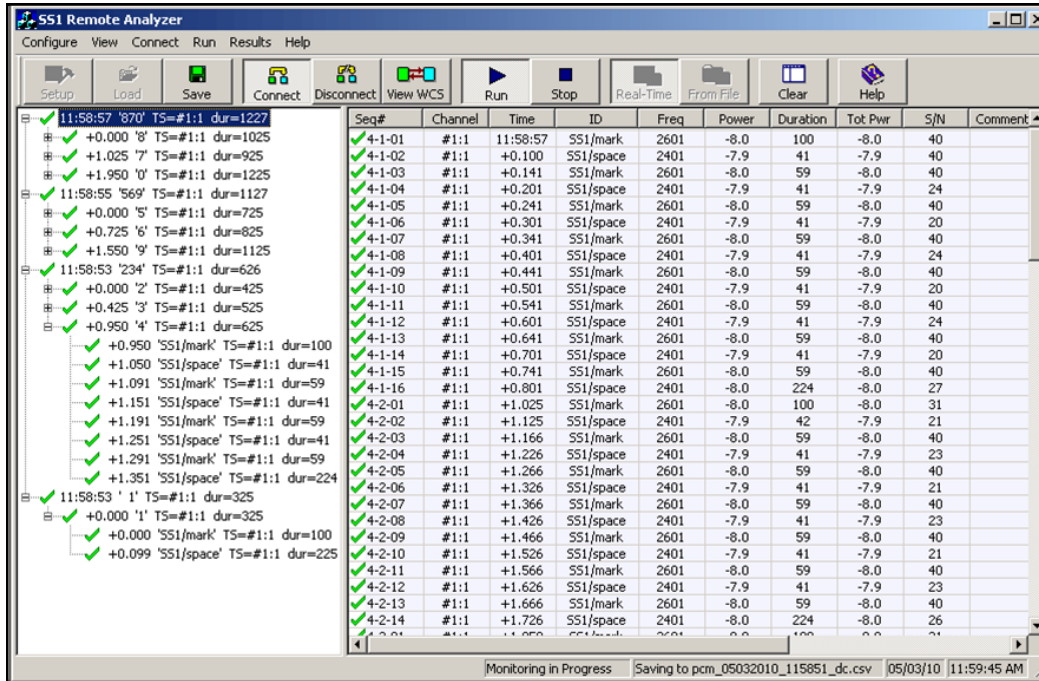 SS1 Remote Analyzer
Configure View Connect Run Results Help
Setup Load Save Connect Disconnect View WCS Run Stop Real-Time From File Clear Help
11:58:57 '870' TS=#1:1 dur=1227
+0.000 '8' TS=#1:1 dur=1025
+1.025 '7' TS=#1:1 dur=925
+1.950 '0' TS=#1:1 dur=1225
11:58:55 '569' TS=#1:1 dur=1127
+0.000 '5' TS=#1:1 dur=725
+0.725 '6' TS=#1:1 dur=825
+1.550 '9' TS=#1:1 dur=1125
11:58:53 '234' TS=#1:1 dur=626
+0.000 '2' TS=#1:1 dur=425
+0.425 '3' TS=#1:1 dur=525
+0.950 '4' TS=#1:1 dur=625
+0.950 'SS1/mark' TS=#1:1 dur=100
+1.050 'SS1/space' TS=#1:1 dur=41
+1.091 'SS1/mark' TS=#1:1 dur=59
+1.151 'SS1/space' TS=#1:1 dur=41
+1.191 'SS1/mark' TS=#1:1 dur=59
+1.251 'SS1/space' TS=#1:1 dur=41
+1.291 'SS1/mark' TS=#1:1 dur=59
+1.351 'SS1/space' TS=#1:1 dur=224
11:58:53 ' 1' TS=#1:1 dur=325
+0.000 '1' TS=#1:1 dur=325
+0.000 'SS1/mark' TS=#1:1 dur=100
+0.099 'SS1/space' TS=#1:1 dur=225
Seq# Channel Time ID Freq Power Duration Tot Pwr S/N Comment
4-1-01 #1:1 11:58:57 SS1/mark 2601 -8.0 100 -8.0 40
4-1-02 #1:1 +0.100 SS1/space 2401 -7.9 41 -7.9 40
4-1-03 #1:1 +0.141 SS1/mark 2601 -8.0 59 -8.0 40
4-1-04 #1:1 +0.201 SS1/space 2401 -7.9 41 -7.9 24
4-1-05 #1:1 +0.241 SS1/mark 2601 -8.0 59 -8.0 40
4-1-06 #1:1 +0.301 SS1/space 2401 -7.9 41 -7.9 20
4-1-07 #1:1 +0.341 SS1/mark 2601 -8.0 59 -8.0 40
4-1-08 #1:1 +0.401 SS1/space 2401 -7.9 41 -7.9 24
4-1-09 #1:1 +0.441 SS1/mark 2601 -8.0 59 -8.0 40
4-1-10 #1:1 +0.501 SS1/space 2401 -7.9 41 -7.9 20
4-1-11 #1:1 +0.541 SS1/mark 2601 -8.0 59 -8.0 40
4-1-12 #1:1 +0.601 SS1/space 2401 -7.9 41 -7.9 24
4-1-13 #1:1 +0.641 SS1/mark 2601 -8.0 59 -8.0 40
4-1-14 #1:1 +0.701 SS1/space 2401 -7.9 41 -7.9 20
4-1-15 #1:1 +0.741 SS1/mark 2601 -8.0 59 -8.0 40
4-1-16 #1:1 +0.801 SS1/space 2401 -8.0 224 -8.0 27
4-2-01 #1:1 +1.025 SS1/mark 2601 -8.0 100 -8.0 31
4-2-02 #1:1 +1.125 SS1/space 2401 -7.9 42 -7.9 21
4-2-03 #1:1 +1.166 SS1/mark 2601 -8.0 59 -8.0 40
4-2-04 #1:1 +1.226 SS1/space 2401 -7.9 41 -7.9 23
4-2-05 #1:1 +1.266 SS1/mark 2601 -8.0 59 -8.0 40
4-2-06 #1:1 +1.326 SS1/space 2401 -7.9 41 -7.9 21
4-2-07 #1:1 +1.366 SS1/mark 2601 -8.0 59 -8.0 40
4-2-08 #1:1 +1.426 SS1/space 2401 -7.9 41 -7.9 23
4-2-09 #1:1 +1.466 SS1/mark 2601 -8.0 59 -8.0 40
4-2-10 #1:1 +1.526 SS1/space 2401 -7.9 41 -7.9 21
4-2-11 #1:1 +1.566 SS1/mark 2601 -8.0 59 -8.0 40
4-2-12 #1:1 +1.626 SS1/space 2401 -7.9 41 -7.9 23
4-2-13 #1:1 +1.666 SS1/mark 2601 -8.0 59 -8.0 40
4-2-14 #1:1 +1.726 SS1/space 2401 -8.0 224 -8.0 26
Monitoring in Progress Saving to pcm_05032010_115851_dc.csv 05/03/10 11:59:45 AM